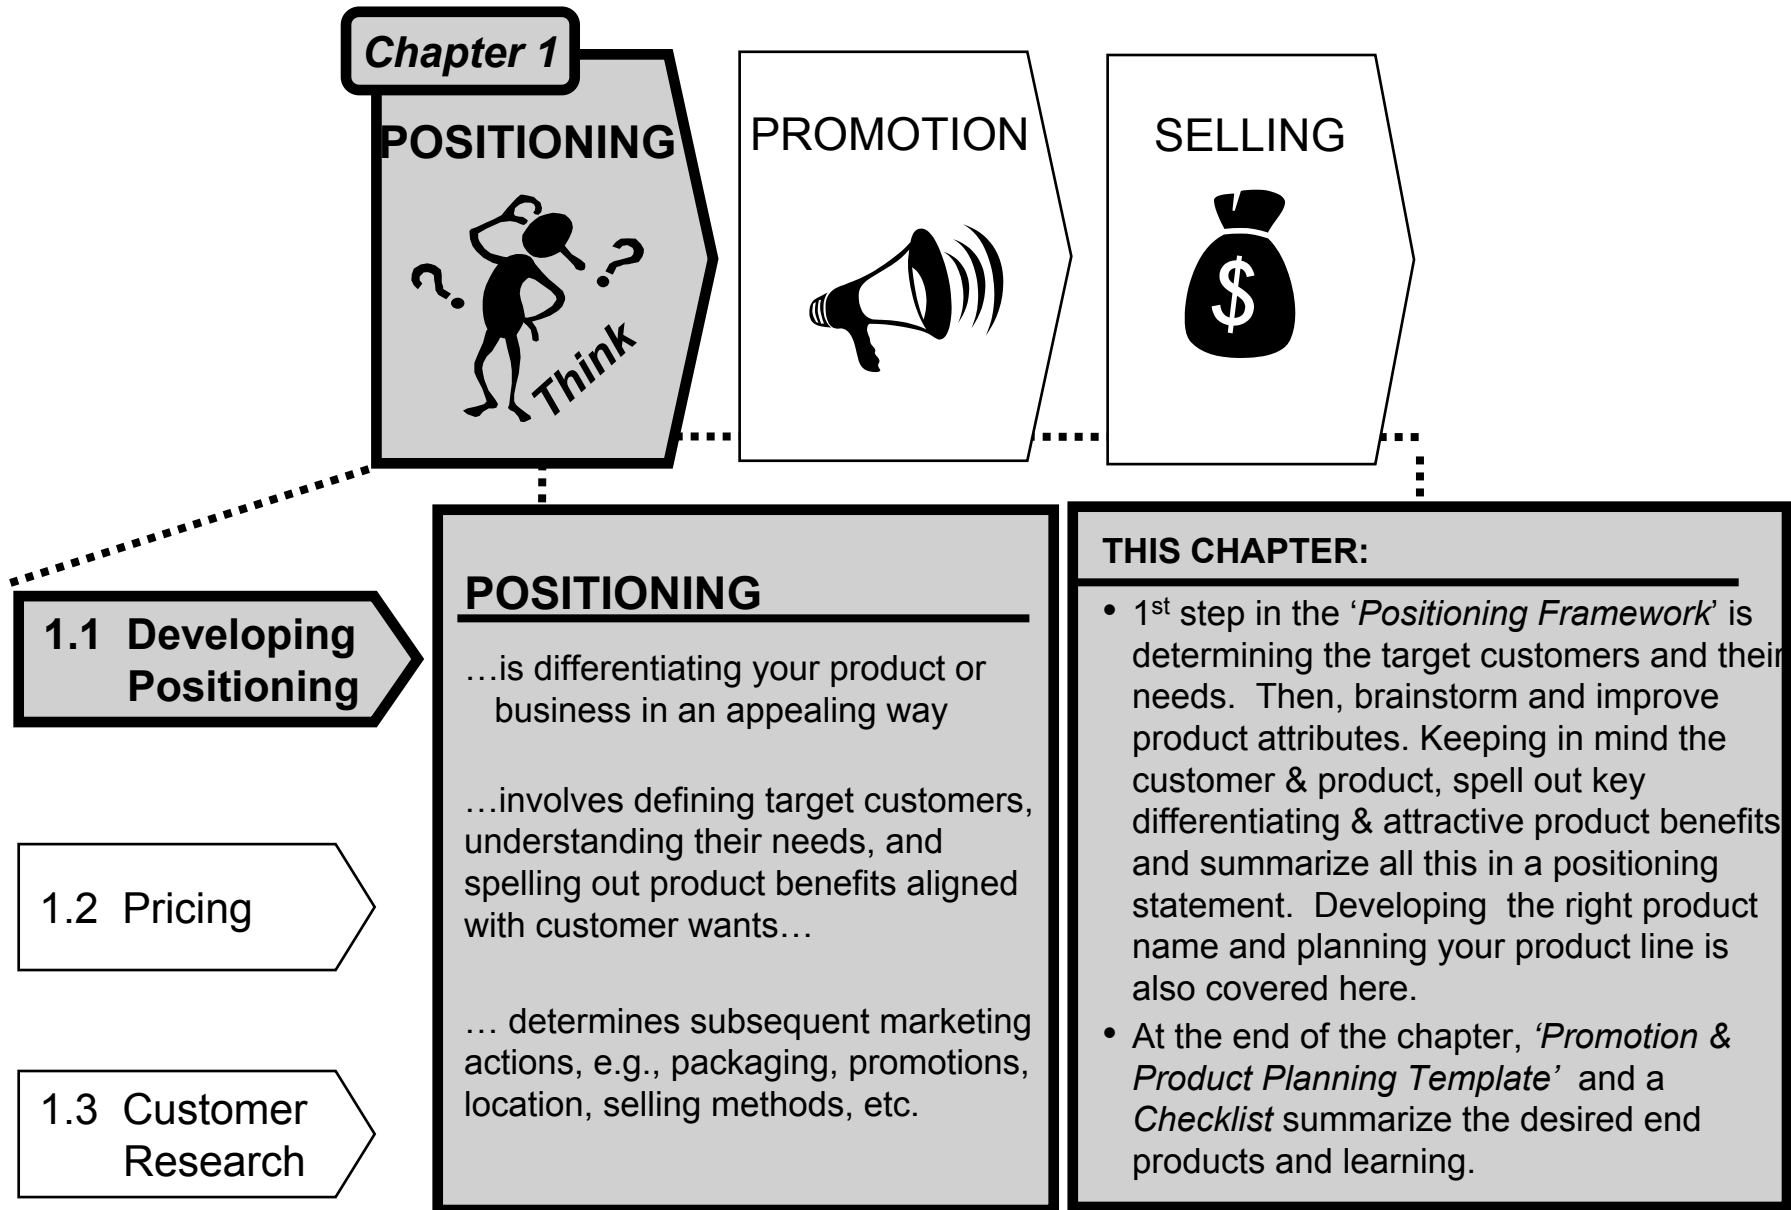 Chapter 1
POSITIONING
? ?
Think
PROMOTION
SELLING
$
1.1 Developing
Positioning
1.2 Pricing
1.3 Customer
Research
POSITIONING
…is differentiating your product or
business in an appealing way
…involves defining target customers,
understanding their needs, and
spelling out product benefits aligned
with customer wants…
… determines subsequent marketing
actions, e.g., packaging, promotions,
location, selling methods, etc.
THIS CHAPTER:
• 1st step in the ‘Positioning Framework’ is
determining the target customers and their
needs. Then, brainstorm and improve
product attributes. Keeping in mind the
customer & product, spell out key
differentiating & attractive product benefits
and summarize all this in a positioning
statement. Developing the right product
name and planning your product line is
also covered here.
• At the end of the chapter, ‘Promotion &
Product Planning Template’ and a
Checklist summarize the desired end
products and learning.